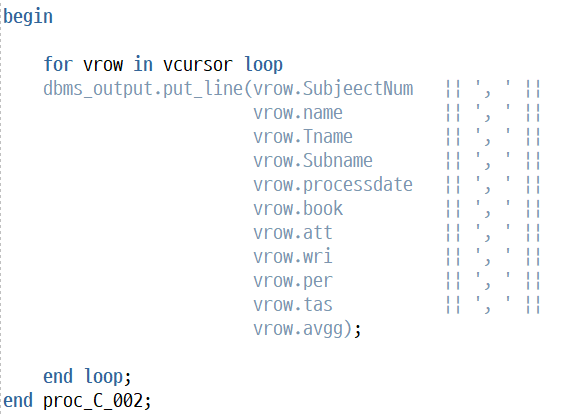 begin
for vrow in vcursor loop
dbms_output.put_line(vrow.SubjeectNum || ', ' ||
vrow.name || ', ' ||
vrow.Tname || ', ' ||
vrow.Subname || ', ' ||
vrow.processdate || ', ' ||
vrow.book || ', ' ||
vrow.att || ', ' ||
vrow.wri || ', ' ||
vrow.per || ', ' ||
vrow.tas || ', ' ||
vrow.avgg);
end loop;
end proc_C_002;